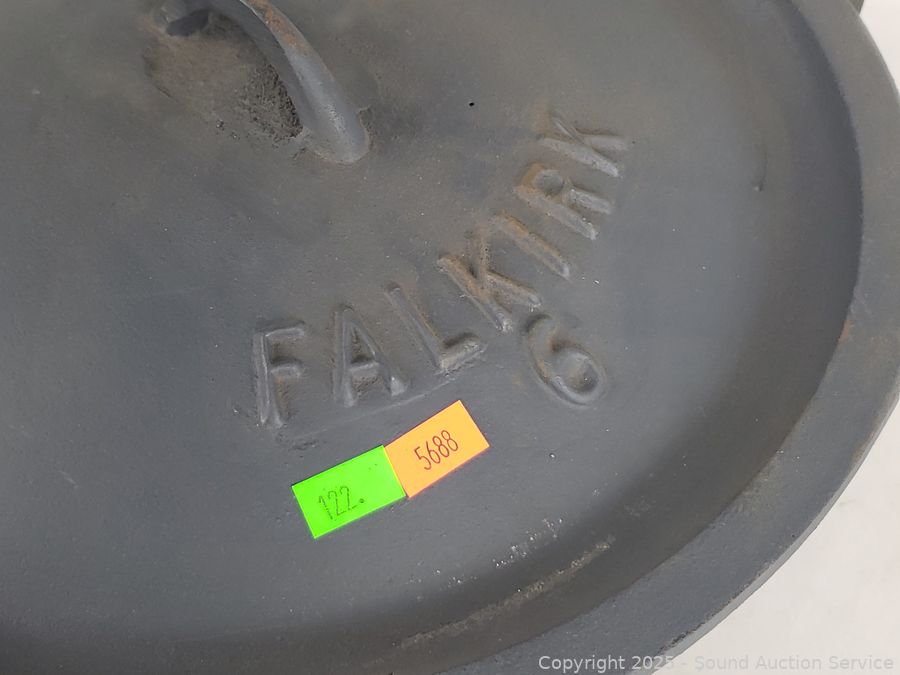 FALKIRK
6
122.
5688
Copyright 2025 - Sound Auction Service